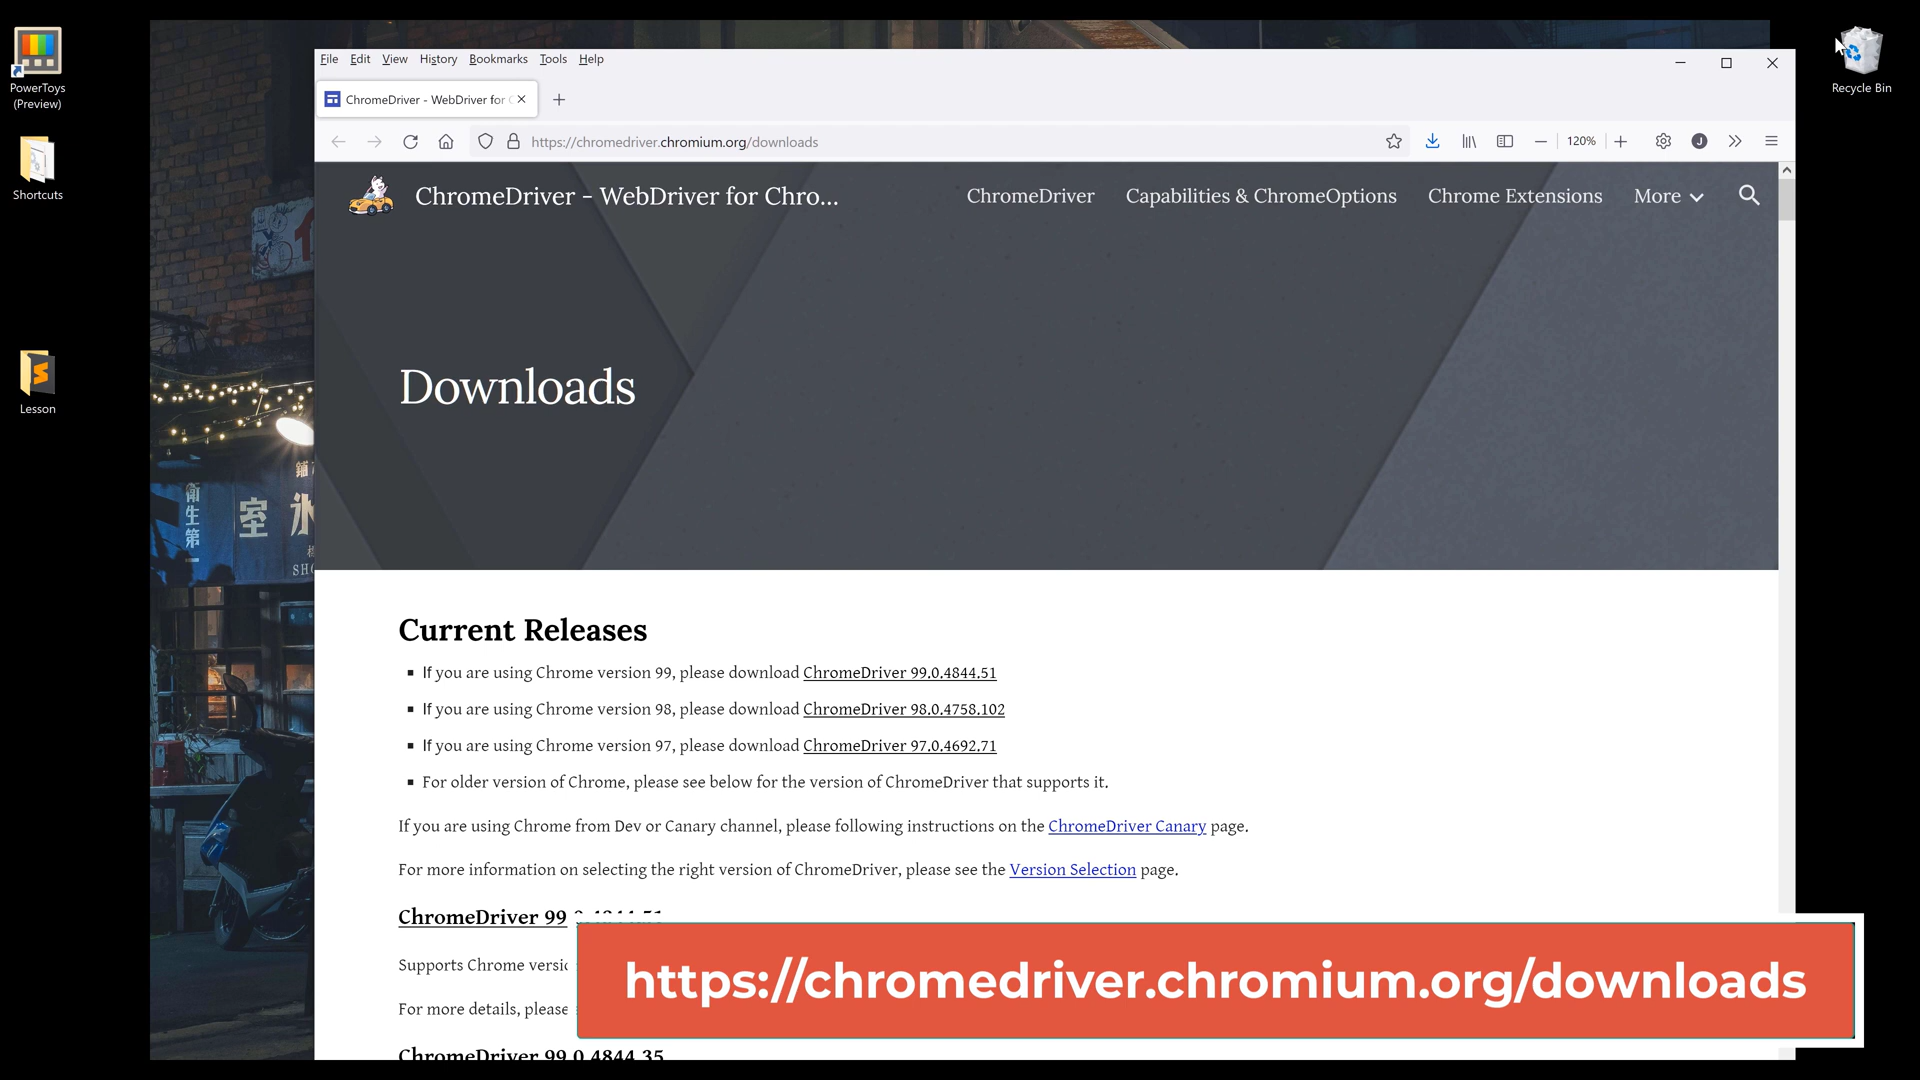 PowerToys
(Preview)
Shortcuts
Lesson
Recycle Bin
File Edit View History Bookmarks Tools Help
ChromeDriver - WebDriver for
https://chromedriver.chromium.org/downloads
120%
J
ChromeDriver - WebDriver for Chro...
ChromeDriver
Capabilities & ChromeOptions
Chrome Extensions
More
Downloads
Current Releases
If you are using Chrome version 99, please download ChromeDriver 99.0.4844.51
If you are using Chrome version 98, please download ChromeDriver 98.0.4758.102
If you are using Chrome version 97, please download ChromeDriver 97.0.4692.71
For older version of Chrome, please see below for the version of ChromeDriver that supports it.
If you are using Chrome from Dev or Canary channel, please following instructions on the ChromeDriver Canary page.
For more information on selecting the right version of ChromeDriver, please see the Version Selection page.
ChromeDriver 99
Supports Chrome
For more details, please
ChromeDriver 99.0.4844.35
https://chromedriver.chromium.org/downloads
室
衛生第一